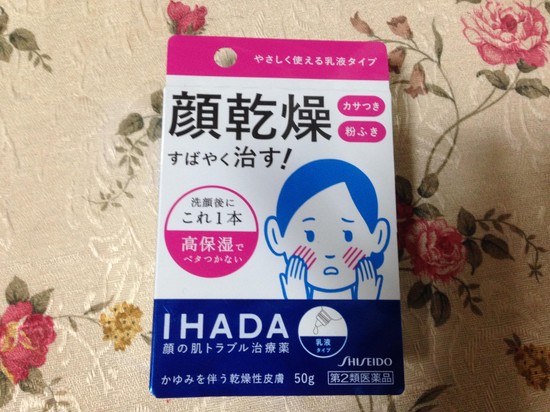 やさしく使える乳液タイプ
顔乾燥
カサつき
粉ふき
すばやく治す!
洗顔後に
これ1本
高保湿で
ベタつかない
IHADA
顔の肌トラブル治療薬
乳液
タイプ
SHISEIDO
かゆみを伴う乾燥性皮膚 50g 第2類医薬品